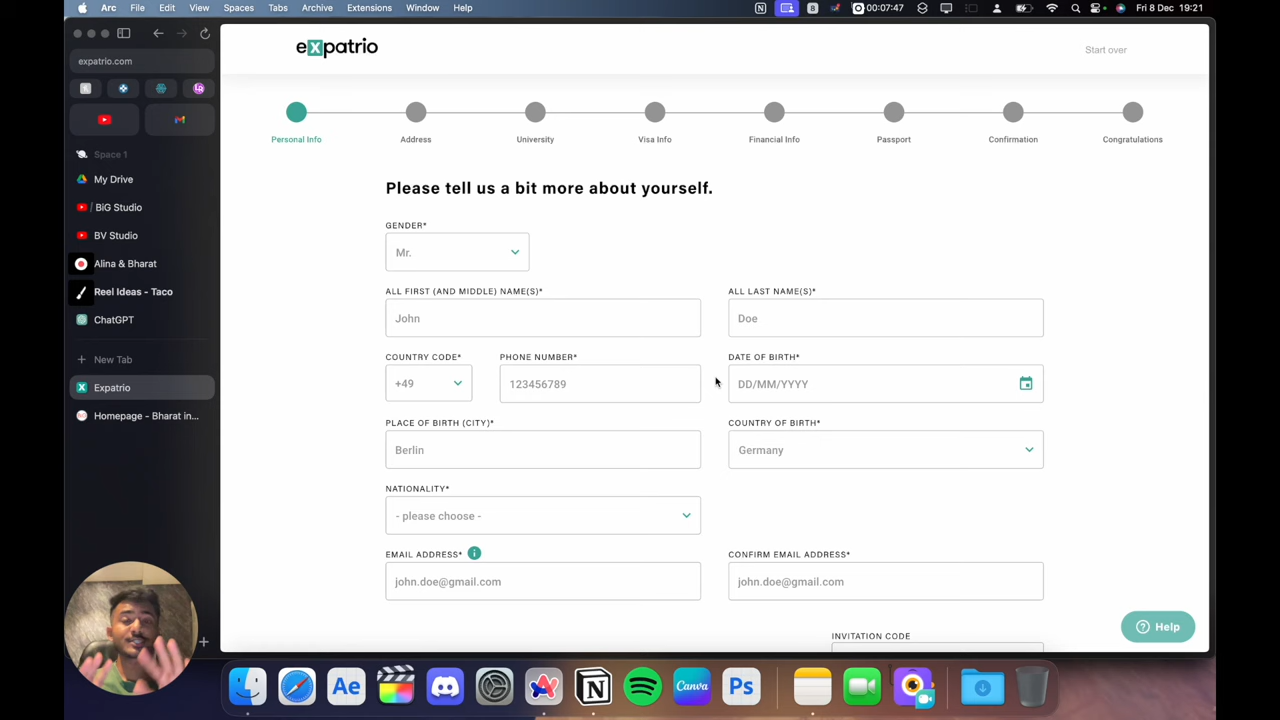 Arc File Edit View Spaces Tabs Archive Extensions Window Help 00:07:47 Fri 8 Dec 19:21
expatrio.com
Space 1
My Drive
/ BiG Studio
BV Studio
Alina & Bharat
Reel Ideas - Taco
ChatGPT
New Tab
Expatrio
Homepage - Bharat in...
expatrio
Start over
Personal Info Address University Visa Info Financial Info Passport Confirmation Congratulations
Please tell us a bit more about yourself.
GENDER*
Mr.
ALL FIRST (AND MIDDLE) NAME(S)* ALL LAST NAME(S)*
John Doe
COUNTRY CODE* PHONE NUMBER* DATE OF BIRTH*
+49 123456789 DD/MM/YYYY
PLACE OF BIRTH (CITY)* COUNTRY OF BIRTH*
Berlin Germany
NATIONALITY*
- please choose -
EMAIL ADDRESS* i CONFIRM EMAIL ADDRESS*
john.doe@gmail.com john.doe@gmail.com
INVITATION CODE
? Help
Ae N Canva Ps